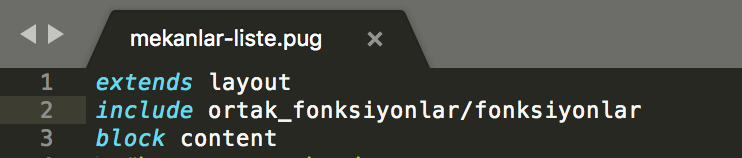 mekanlar-liste.pug ×
1 extends layout
2 include ortak_fonksiyonlar/fonksiyonlar
3 block content